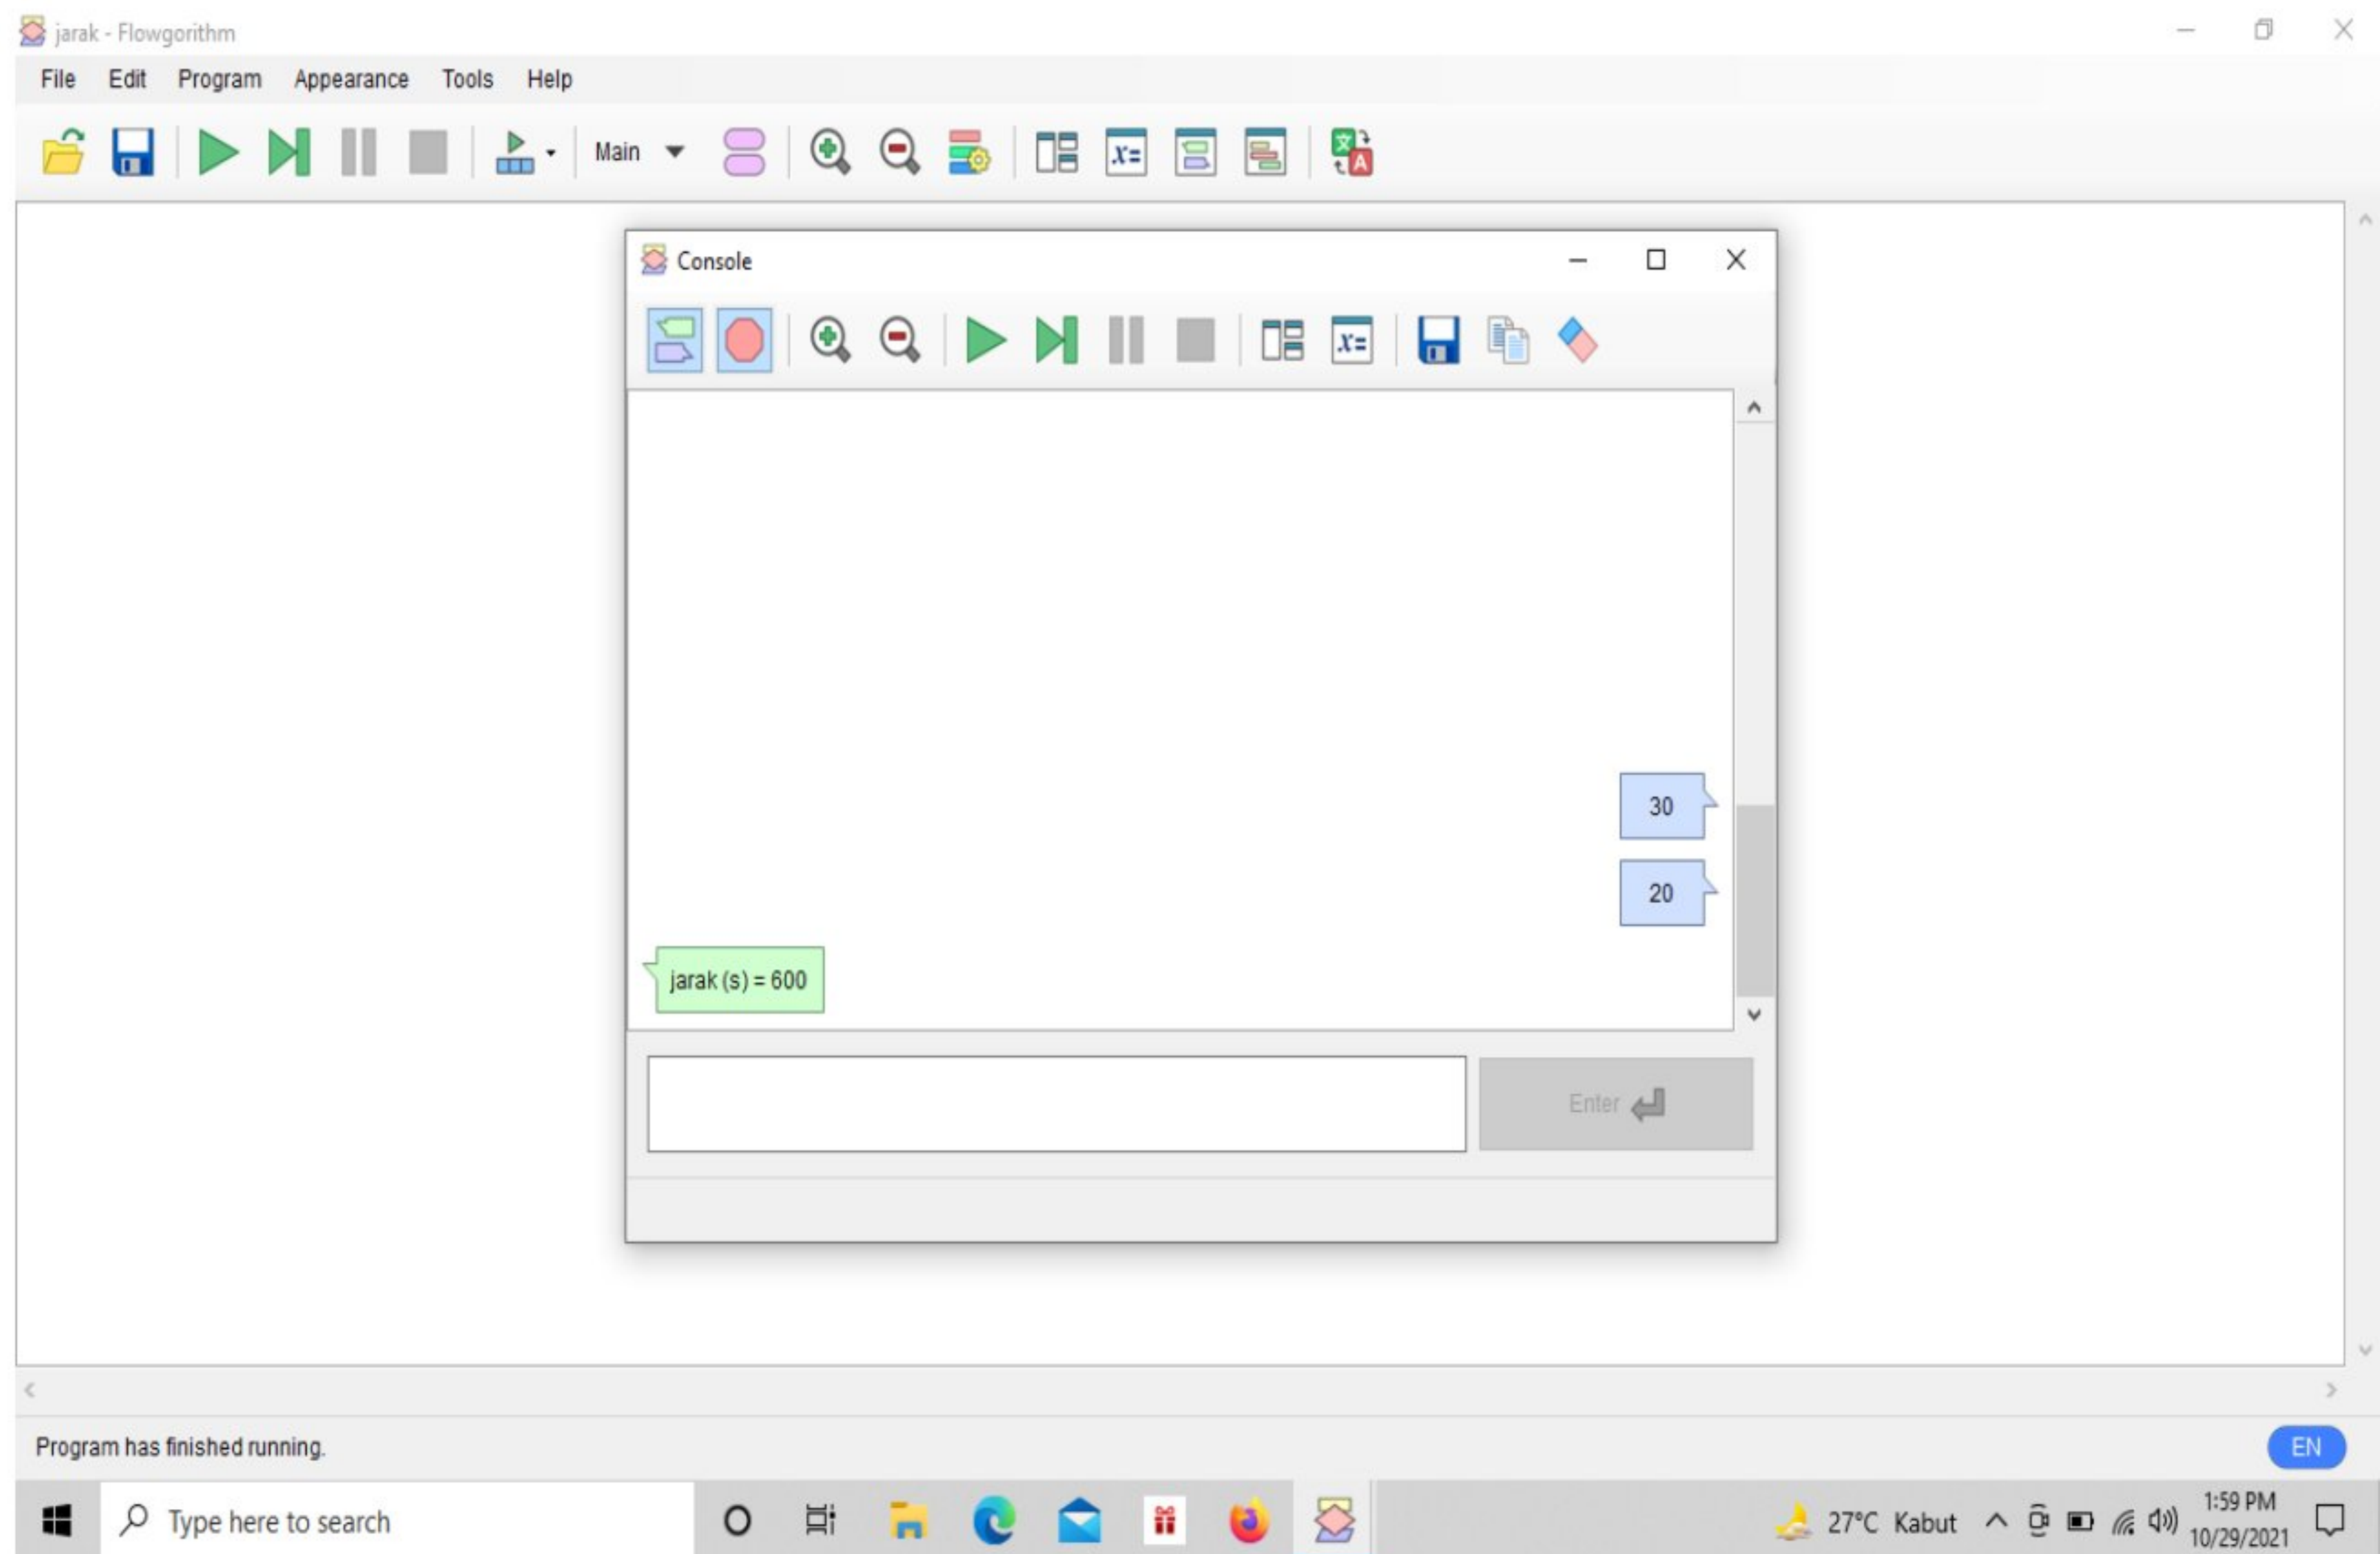 jarak - Flowgorithm
File Edit Program Appearance Tools Help
Main
x=
文
A
Console
x=
30
20
jarak (s) = 600
Enter
Program has finished running.
EN
Type here to search
27°C Kabut
1:59 PM
10/29/2021